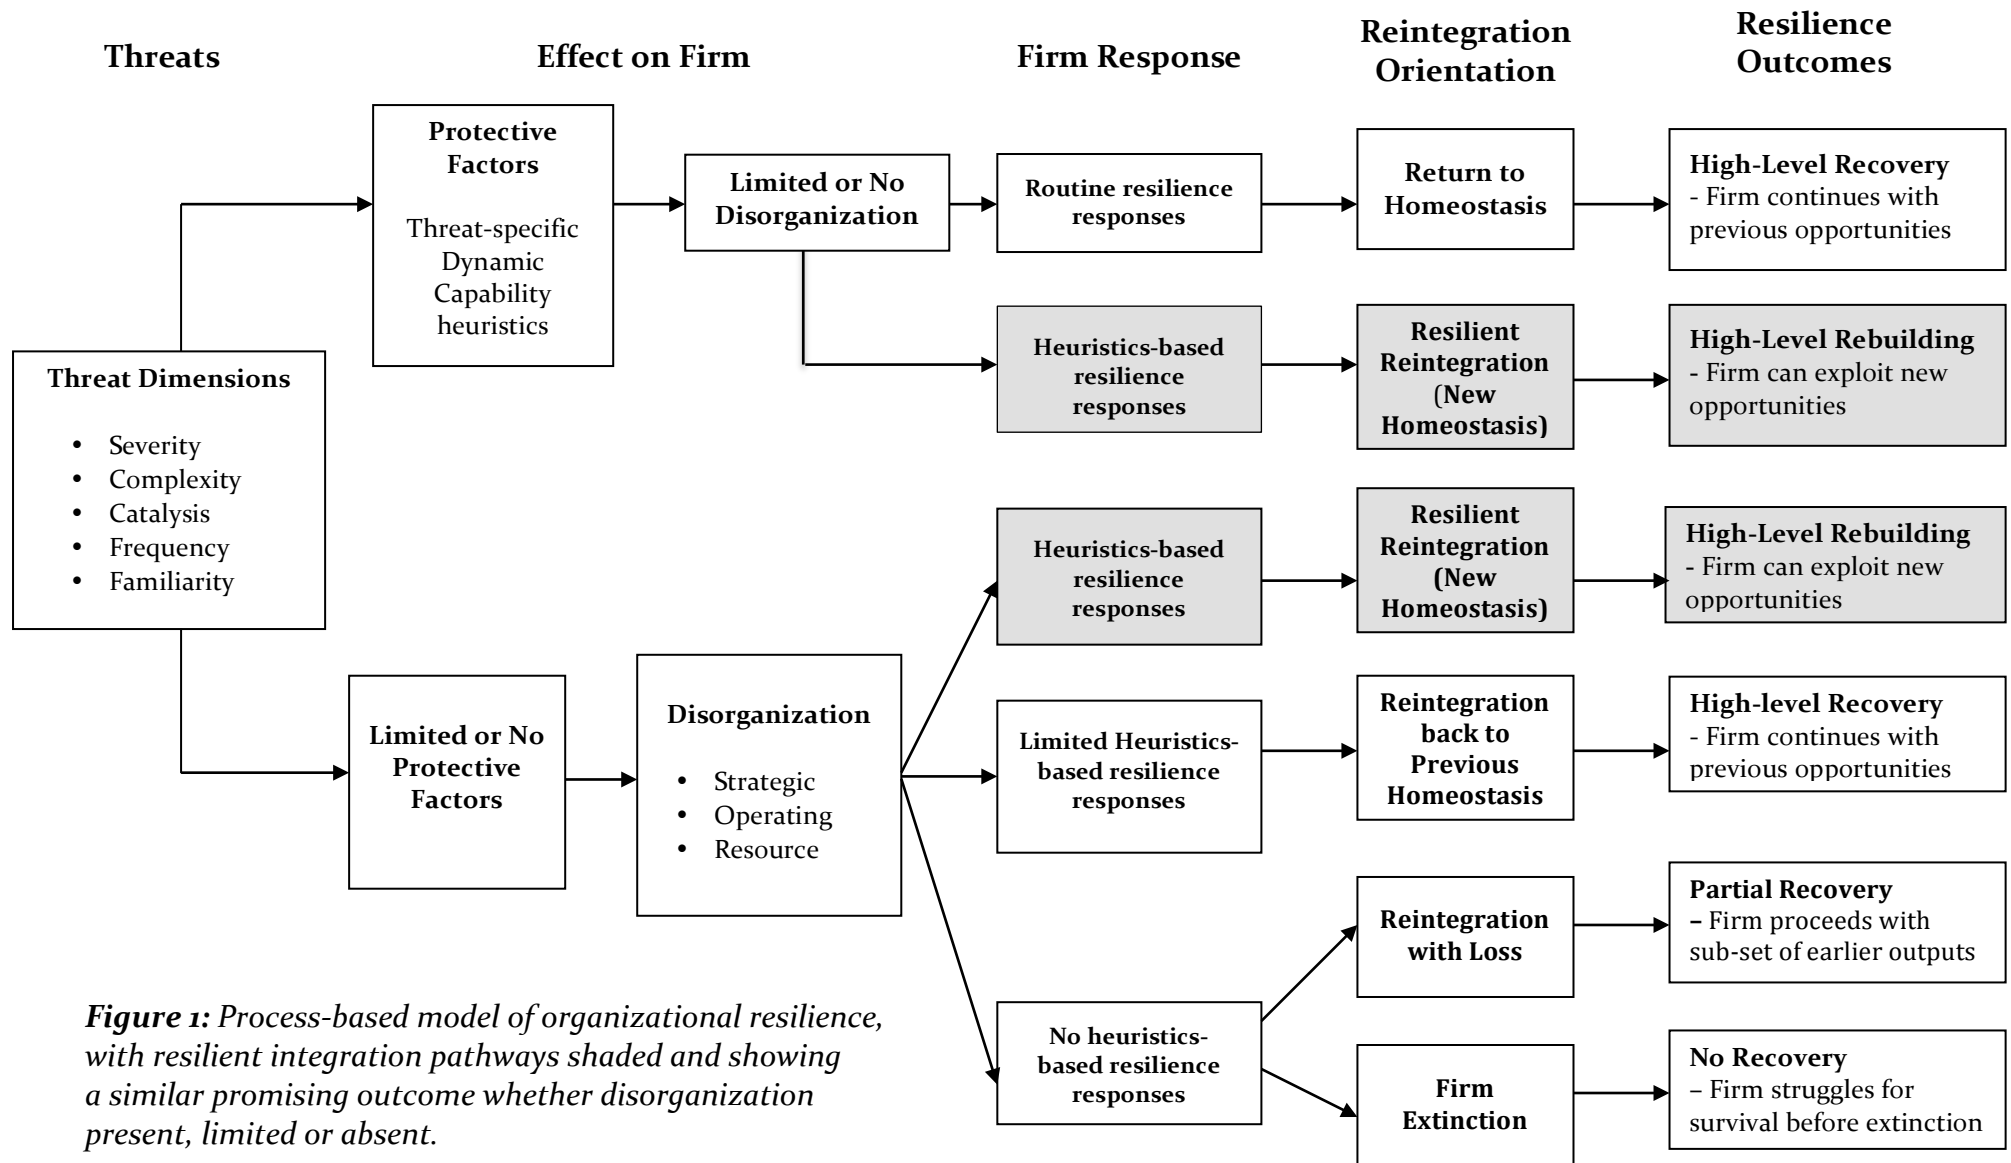 Threats
Effect on Firm
Firm Response
Reintegration
Orientation
Resilience
Outcomes
Protective
Factors
Threat-specific
Dynamic
Capability
heuristics
Limited or No
Disorganization
Routine resilience
responses
Return to
Homeostasis
High-Level Recovery
- Firm continues with
previous opportunities
Heuristics-based
resilience
responses
Resilient
Reintegration
(New
Homeostasis)
High-Level Rebuilding
- Firm can exploit new
opportunities
Threat Dimensions
• Severity
• Complexity
• Catalysis
• Frequency
• Familiarity
Heuristics-based
resilience
responses
Resilient
Reintegration
(New
Homeostasis)
High-Level Rebuilding
- Firm can exploit new
opportunities
Limited or No
Protective
Factors
Disorganization
• Strategic
• Operating
• Resource
Limited Heuristics-
based resilience
responses
Reintegration
back to
Previous
Homeostasis
High-level Recovery
- Firm continues with
previous opportunities
Reintegration
with Loss
Partial Recovery
– Firm proceeds with
sub-set of earlier outputs
No heuristics-
based resilience
responses
Firm
Extinction
No Recovery
– Firm struggles for
survival before extinction
Figure 1: Process-based model of organizational resilience,
with resilient integration pathways shaded and showing
a similar promising outcome whether disorganization
present, limited or absent.